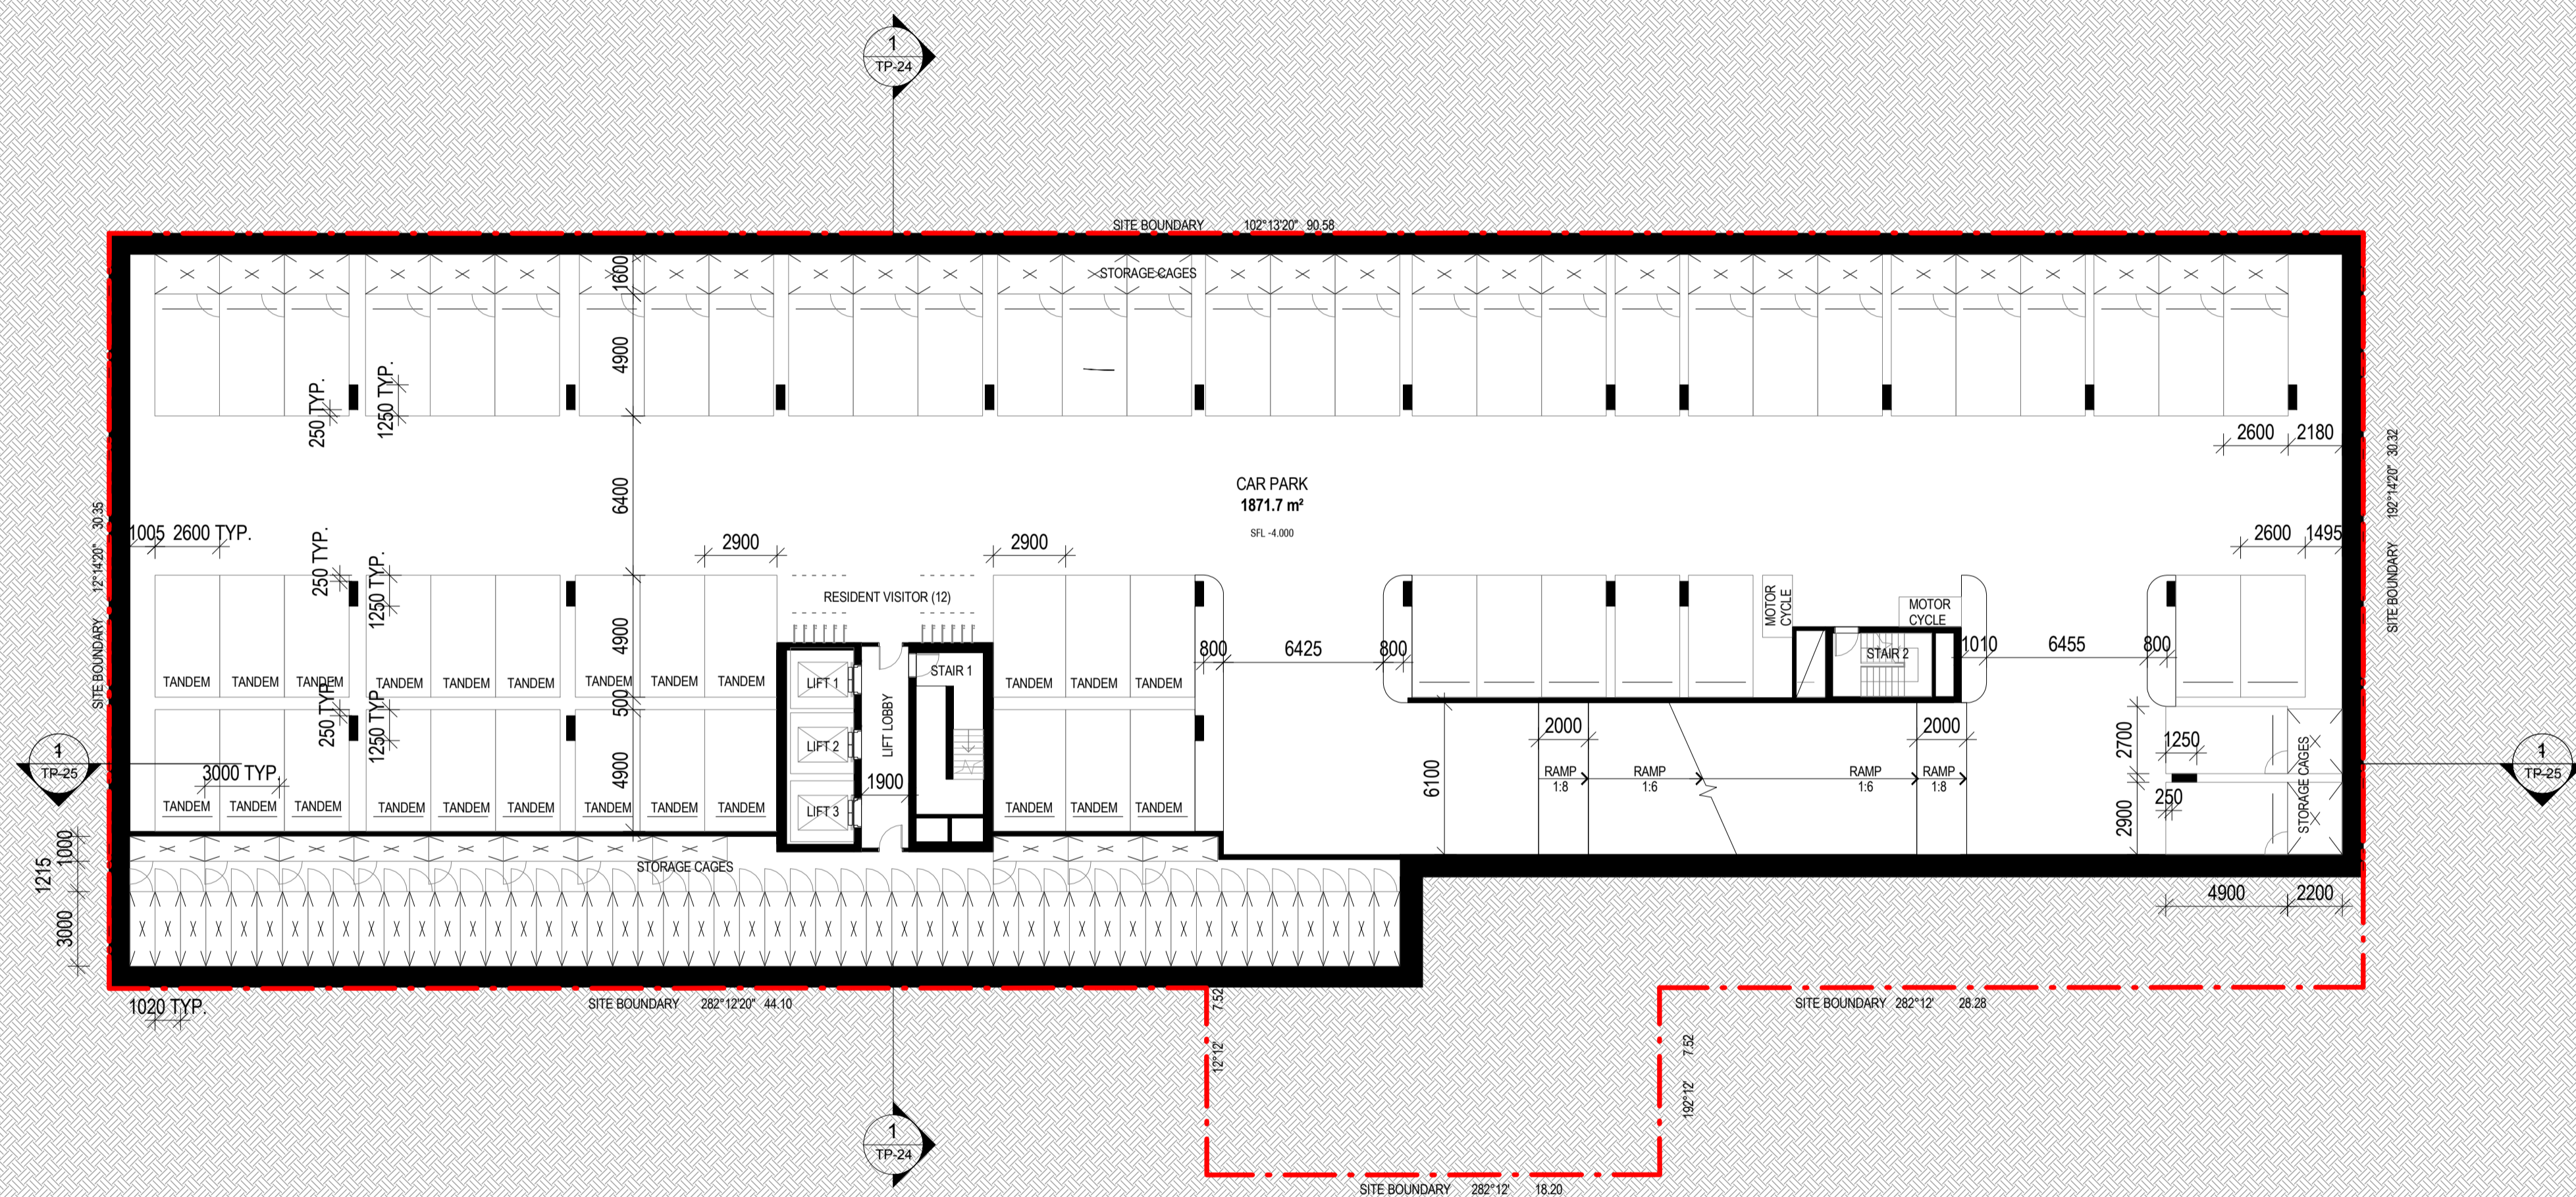 1
TP-24
SITE BOUNDARY 102°13'20" 90.58
1600
STORAGE CAGES
4900
250 TYP.
1250 TYP.
2600 2180
CAR PARK
1871.7 m²
SFL -4.000
6400
SITE BOUNDARY 12°14'20" 30.35
SITE BOUNDARY 192°14'20" 30.32
1005 2600 TYP.
2900
2900
2600 1495
250 TYP.
1250 TYP.
RESIDENT VISITOR (12)
MOTOR
CYCLE
MOTOR
CYCLE
4900
800 6425 800
1010 6455 800
STAIR 1
STAIR 2
TANDEM TANDEM TANDEM TANDEM TANDEM TANDEM TANDEM TANDEM TANDEM
LIFT 1
TANDEM TANDEM TANDEM
500
250 TYP.
1250 TYP.
LIFT LOBBY
LIFT 2
1900
2000
2000
2700
1250
STORAGE CAGES
1
TP-25
1
TP-25
3000 TYP.
4900
6100
RAMP
1:8
RAMP
1:6
RAMP
1:6
RAMP
1:8
250
2900
TANDEM TANDEM TANDEM TANDEM TANDEM TANDEM TANDEM TANDEM TANDEM
LIFT 3
TANDEM TANDEM TANDEM
1000
1215
STORAGE CAGES
3000
4900 2200
1020 TYP.
SITE BOUNDARY 282°12'20" 44.10
12°12' 7.52
SITE BOUNDARY 282°12' 28.28
192°12' 7.52
1
TP-24
SITE BOUNDARY 282°12' 18.20